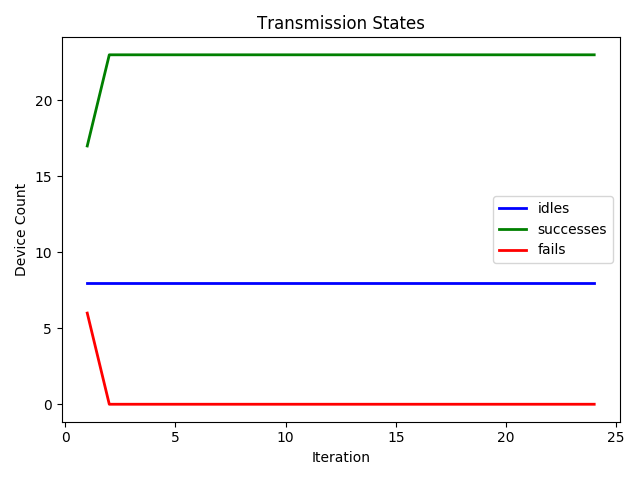 Transmission States
Device Count
20
15
10
5
0
idles
successes
fails
0 5 10 15 20 25
Iteration